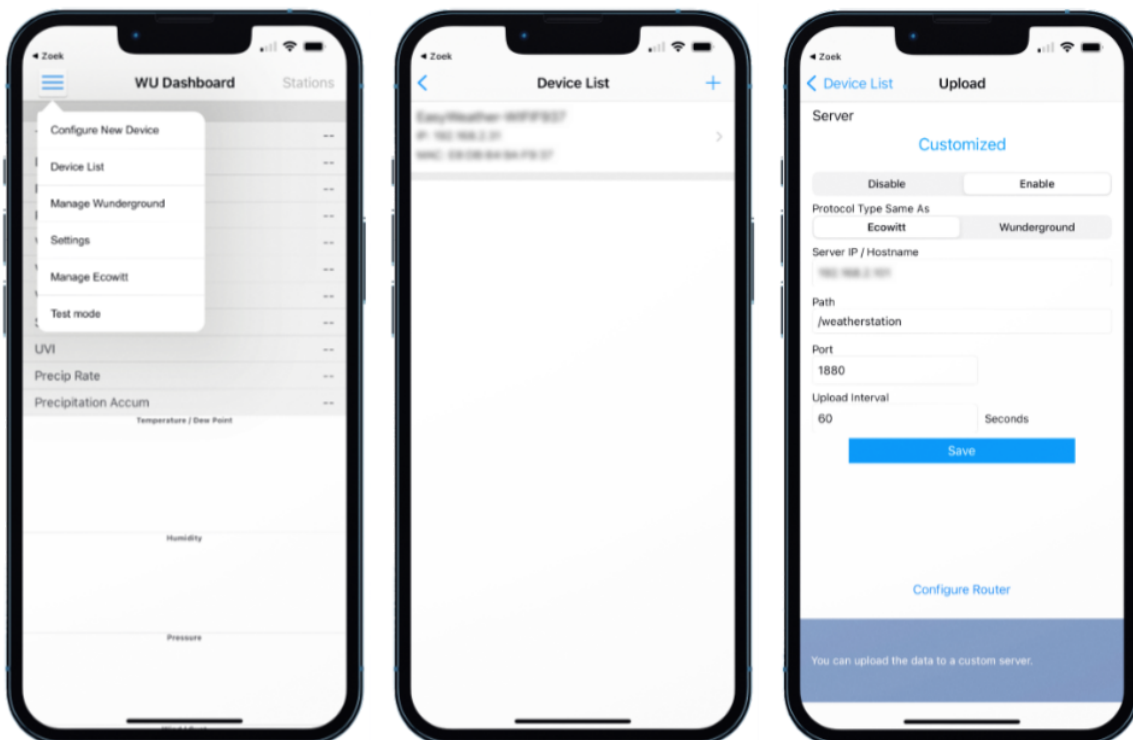 ◀ Zoek
WU Dashboard
Stations
Configure New Device
Device List
Manage Wunderground
Settings
Manage Ecowitt
Test mode
--
--
--
--
--
--
--
--
UVI --
Precip Rate --
Precipitation Accum --
Temperature / Dew Point
Humidity
Pressure
◀ Zoek
Device List
+
◀ Zoek
Device List
Upload
Server
Customized
Disable
Enable
Protocol Type Same As
Ecowitt
Wunderground
Server IP / Hostname
Path
/weatherstation
Port
1880
Upload Interval
60
Seconds
Save
Configure Router
You can upload the data to a custom server.